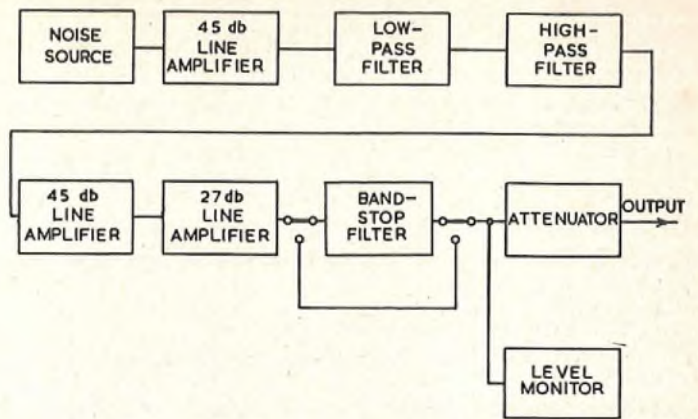 NOISE
SOURCE
45 db
LINE
AMPLIFIER
LOW-
PASS
FILTER
HIGH-
PASS
FILTER
45 db
LINE
AMPLIFIER
27db
LINE
AMPLIFIER
BAND-
STOP
FILTER
ATTENUATOR
OUTPUT
LEVEL
MONITOR